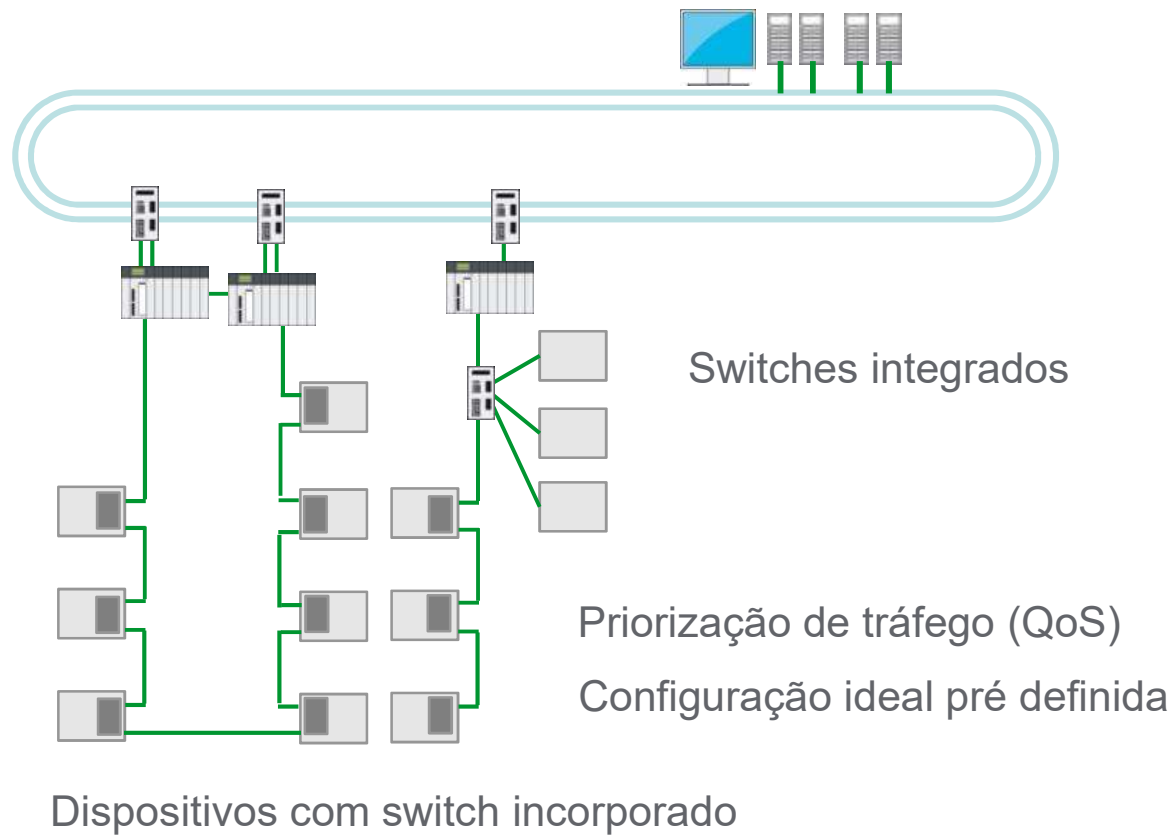 Switches integrados
Priorização de tráfego (QoS)
Configuração ideal pré definida
Dispositivos com switch incorporado